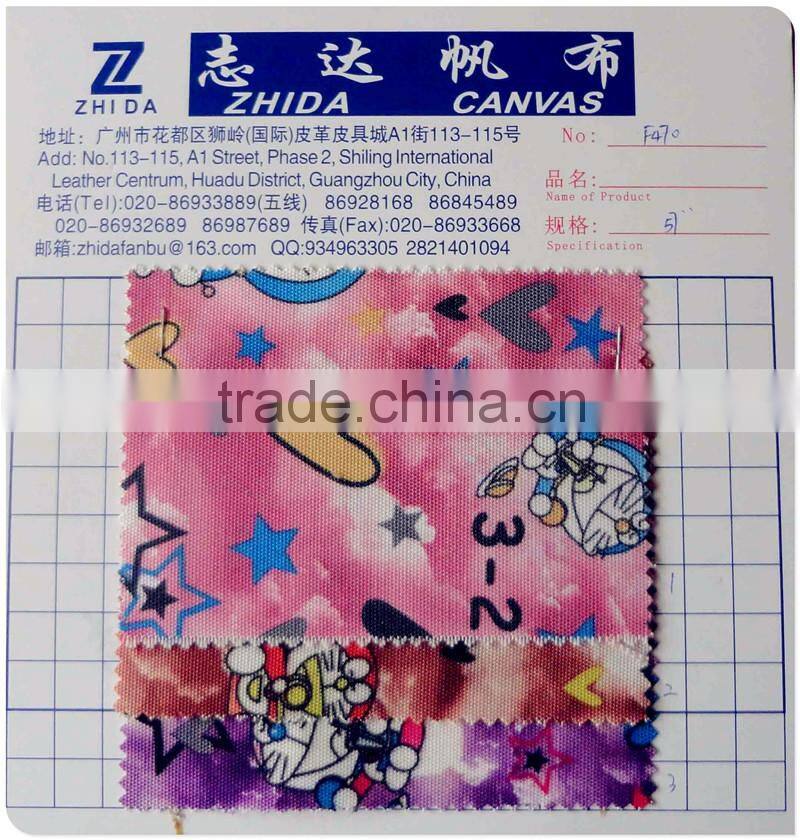 志达帆布
ZHIDA
ZHIDA CANVAS
地址：广州市花都区狮岭(国际)皮革皮具城A1街113-115号
Add: No.113-115, A1 Street, Phase 2, Shiling International
Leather Centrum, Huadu District, Guangzhou City, China
电话(Tel):020-86933889(五线) 86928168 86845489
020-86932689 86987689 传真(Fax):020-86933668
邮箱:zhidafanbu@163.com QQ:934963305 2821401094
No: F470
品名:
Name of Product
规格: 51''
Specification
trade.china.cn
3-2
1
2
3